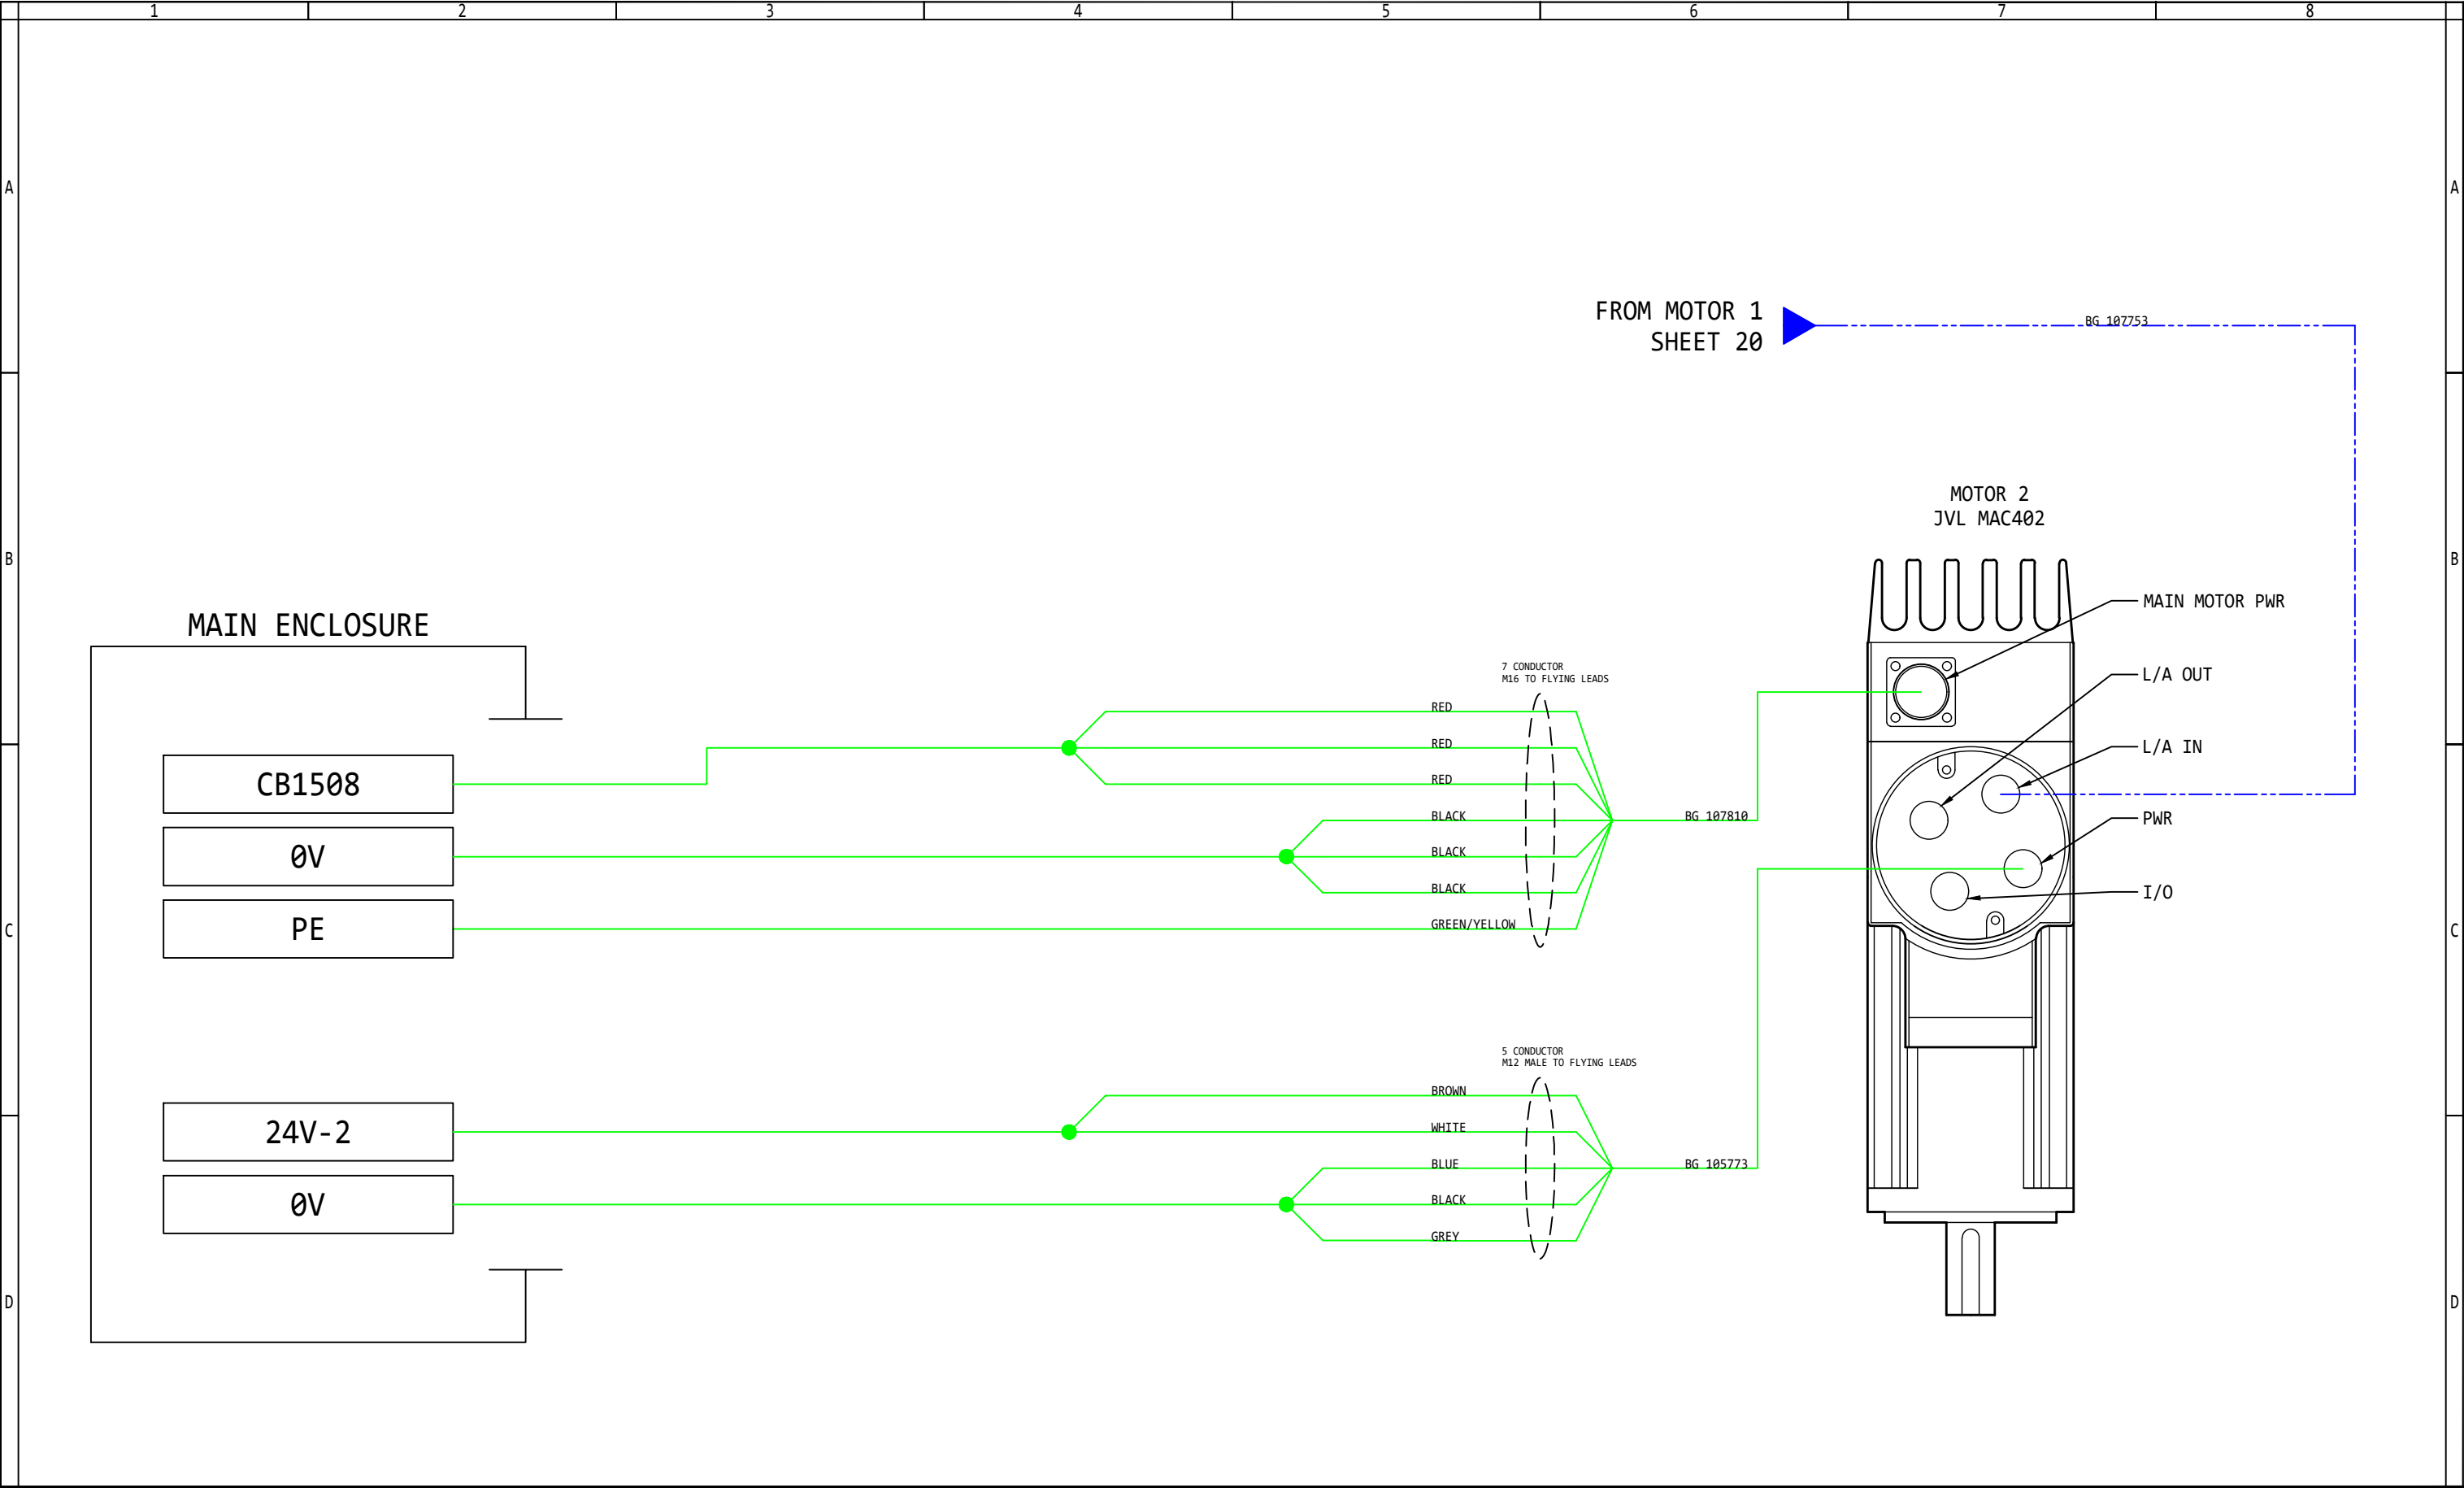 1 2 3 4 5 6 7 8
A A
FROM MOTOR 1
SHEET 20
BG 107753
MOTOR 2
JVL MAC402
B B
MAIN MOTOR PWR
MAIN ENCLOSURE
7 CONDUCTOR
M16 TO FLYING LEADS
L/A OUT
RED
RED
L/A IN
CB1508
RED
BLACK
BG 107810
PWR
0V
BLACK
BLACK
I/O
GREEN/YELLOW
PE
C C
5 CONDUCTOR
M12 MALE TO FLYING LEADS
BROWN
24V-2
WHITE
BLUE
BG 105773
0V
BLACK
GREY
D D